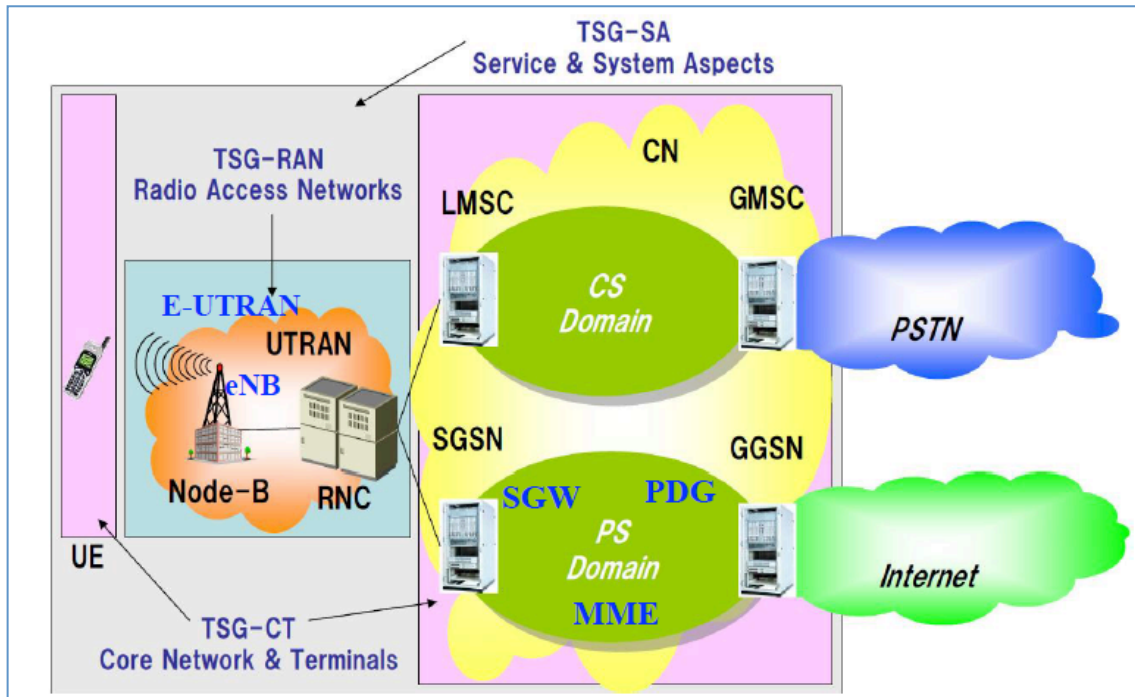 TSG-SA
Service & System Aspects
TSG-RAN
Radio Access Networks
CN
LMSC
GMSC
CS
Domain
PSTN
E-UTRAN
UTRAN
eNB
Node-B
RNC
SGSN
GGSN
SGW
PDG
PS
Domain
MME
Internet
UE
TSG-CT
Core Network & Terminals